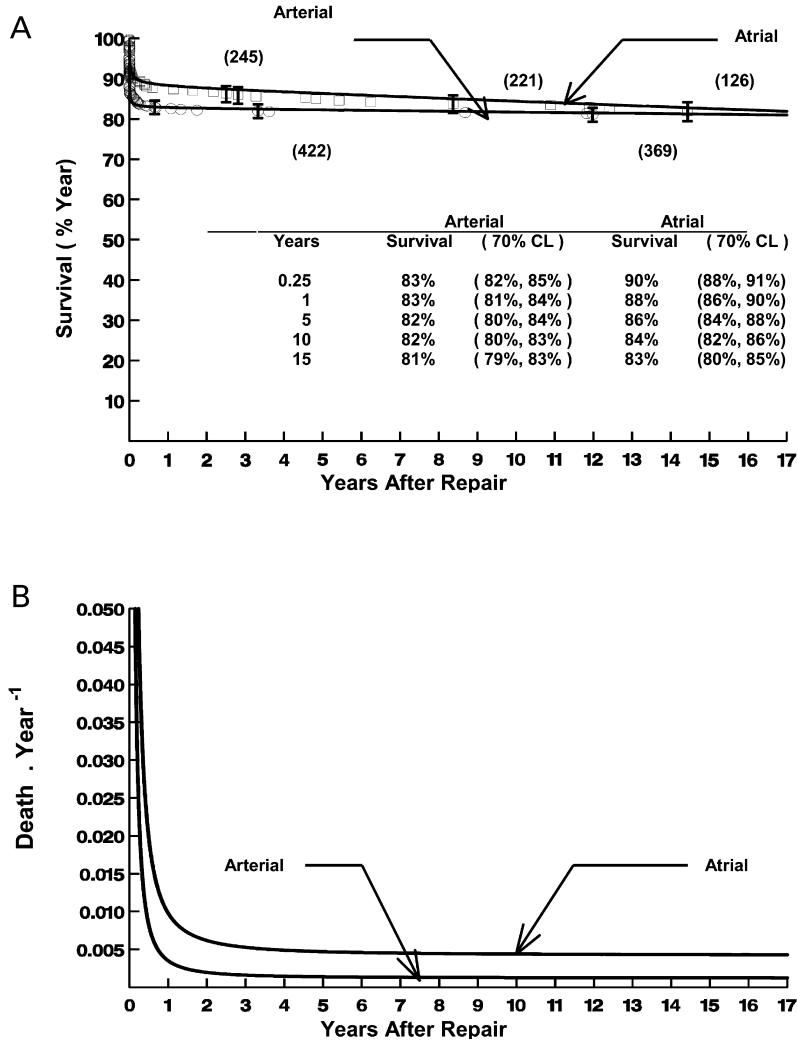 A
Arterial
Atrial
(245)
(221)
(126)
(422)
(369)
Survival ( % Year)
100
90
80
70
60
50
40
30
20
10
Arterial Atrial
Years Survival ( 70% CL ) Survival ( 70% CL )
0.25 83% ( 82%, 85% ) 90% (88%, 91%)
1 83% ( 81%, 84% ) 88% (86%, 90%)
5 82% ( 80%, 84% ) 86% (84%, 88%)
10 82% ( 80%, 83% ) 84% (82%, 86%)
15 81% ( 79%, 83% ) 83% (80%, 85%)
0 1 2 3 4 5 6 7 8 9 10 11 12 13 14 15 16 17
Years After Repair
B
Death . Year -1
0.050
0.045
0.040
0.035
0.030
0.025
0.020
0.015
0.010
0.005
Arterial
Atrial
0 1 2 3 4 5 6 7 8 9 10 11 12 13 14 15 16 17
Years After Repair